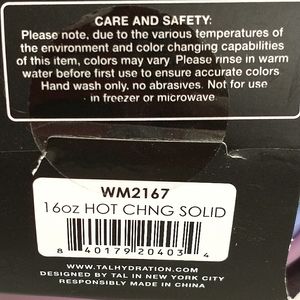 CARE AND SAFETY:
Please note, due to the various temperatures of
the environment and color changing capabilities
of this item, colors may vary. Please rinse in warm
water before first use to ensure accurate colors.
Hand wash only, no abrasives. Not for use
in freezer or microwave.
WM2167
16oz HOT CHNG SOLID
8 40179 20403 4
WWW.TALHYDRATION.COM
DESIGNED BY TAL IN NEW YORK CITY
RESPONSIBLY MADE IN CHINA